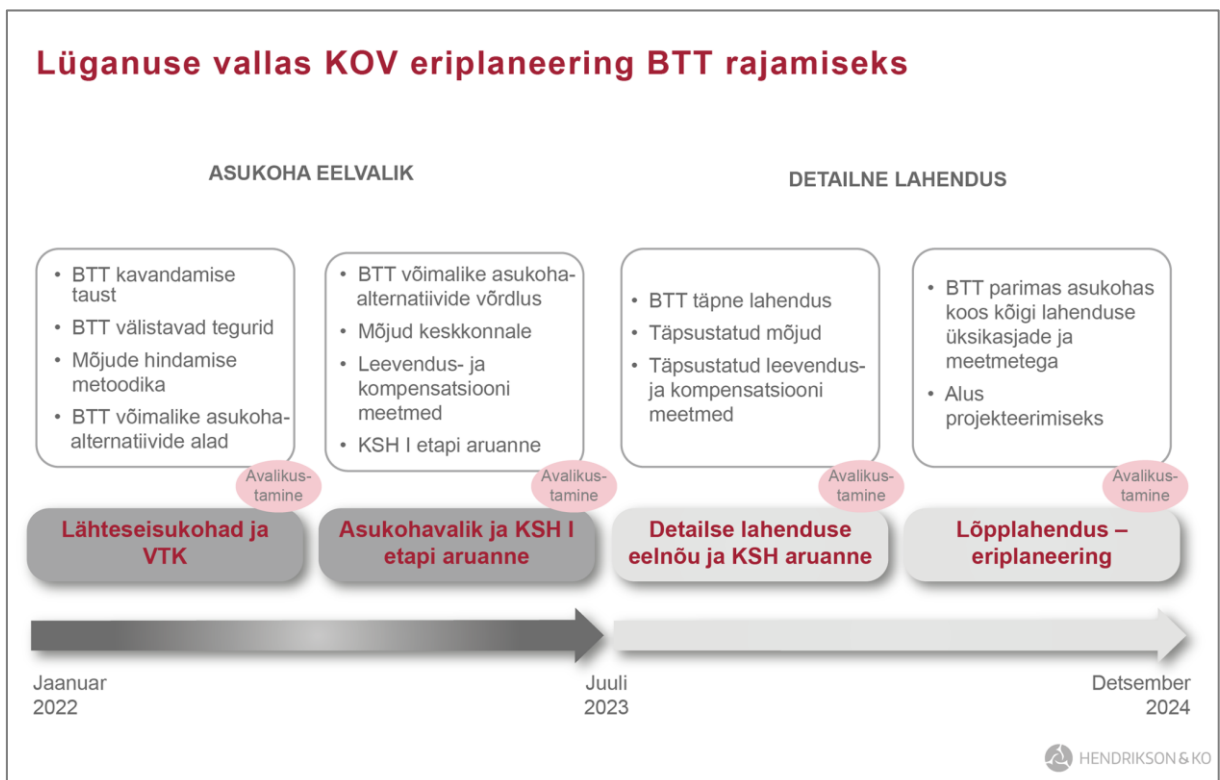 Lüganuse vallas KOV eriplaneering BTT rajamiseks
ASUKOHA EELVALIK
DETAILNE LAHENDUS
• BTT kavandamise
taust
• BTT välistavad tegurid
• Mõjude hindamise
metoodika
• BTT võimalike asukoha-
alternatiivide alad
Avalikus-
tamine
Lähteseisukohad ja
VTK
• BTT võimalike asukoha-
alternatiivide võrdlus
• Mõjud keskkonnale
• Leevendus- ja
kompensatsiooni
meetmed
• KSH I etapi aruanne
Avalikus-
tamine
Asukohavalik ja KSH I
etapi aruanne
• BTT täpne lahendus
• Täpsustatud mõjud
• Täpsustatud leevendus-
ja kompensatsiooni
meetmed
Avalikus-
tamine
Detailse lahenduse
eelnõu ja KSH aruanne
• BTT parimas asukohas
koos kõigi lahenduse
üksikasjade ja
meetmetega
• Alus
projekteerimiseks
Avalikus-
tamine
Lõpplahendus –
eriplaneering
Jaanuar
2022
Juuli
2023
Detsember
2024
HENDRIKSON & KO